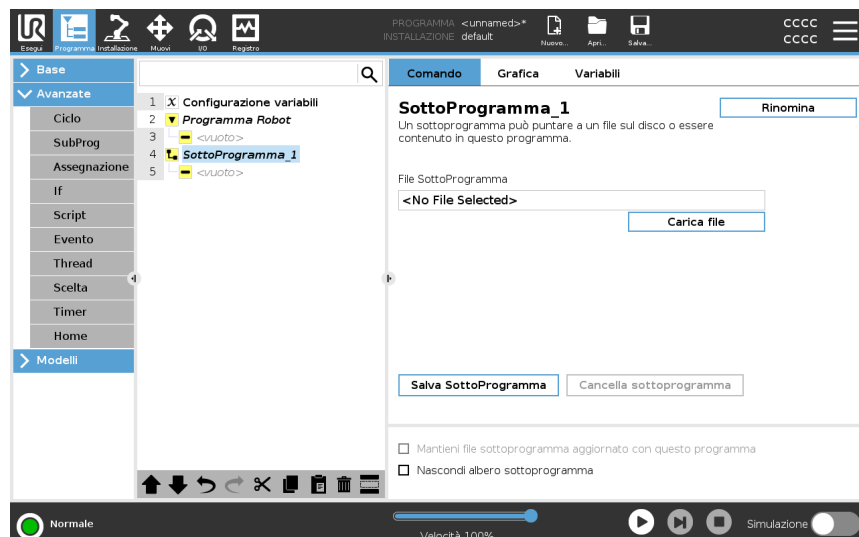 UR
Esegui
Programma
Installazione
Muovi
I/O
Registro
PROGRAMMA <unnamed>*
INSTALLAZIONE default
Nuovo...
Apri...
Salva...
CCCC
CCCC
Base
Avanzate
Ciclo
SubProg
Assegnazione
If
Script
Evento
Thread
Scelta
Timer
Home
Modelli
1 X Configurazione variabili
2 Programma Robot
3 <vuoto>
4 SottoProgramma_1
5 <vuoto>
Comando Grafica Variabili
SottoProgramma_1
Rinomina
Un sottoprogramma può puntare a un file sul disco o essere
contenuto in questo programma.
File SottoProgramma
<No File Selected>
Carica file
Salva SottoProgramma
Cancella sottoprogramma
Mantieni file sottoprogramma aggiornato con questo programma
Nascondi albero sottoprogramma
Normale
Velocità 100%
Simulazione